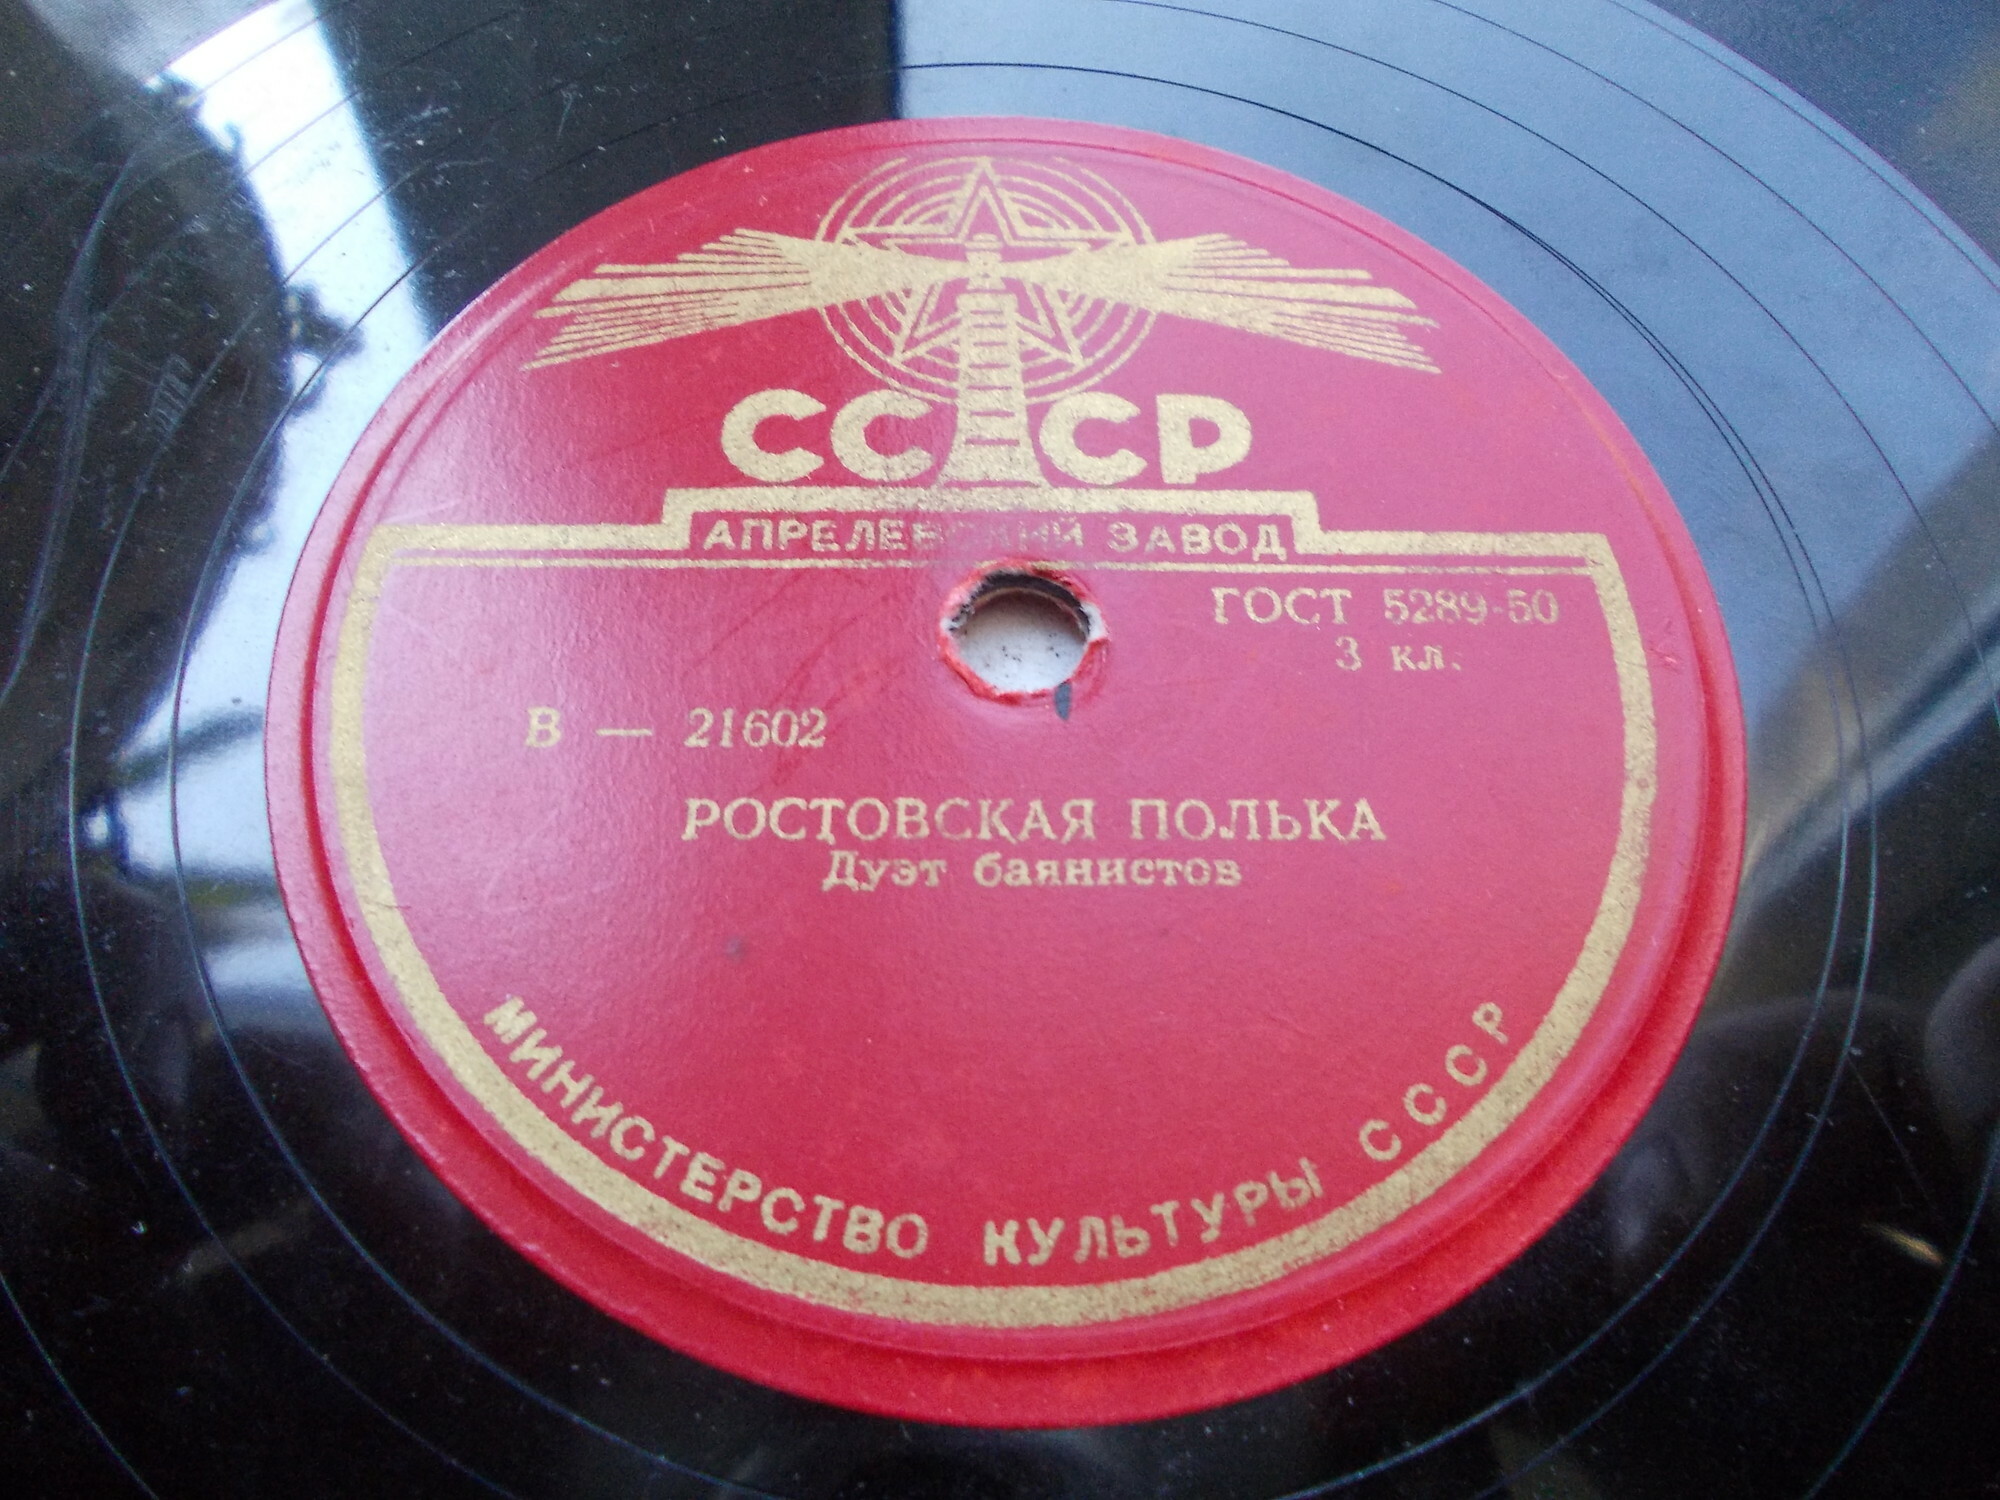 СССР
АПРЕЛЕВСКИЙ ЗАВОД
ГОСТ 5289-50
3 кл.
В — 21602
РОСТОВСКАЯ ПОЛЬКА
Дуэт баянистов
МИНИСТЕРСТВО КУЛЬТУРЫ СССР